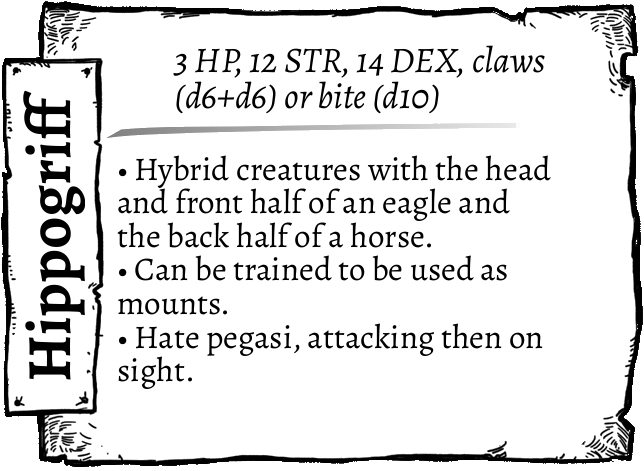 Hippogriff
3 HP, 12 STR, 14 DEX, claws
(d6+d6) or bite (d10)
• Hybrid creatures with the head
and front half of an eagle and
the back half of a horse.
• Can be trained to be used as
mounts.
• Hate pegasi, attacking then on
sight.